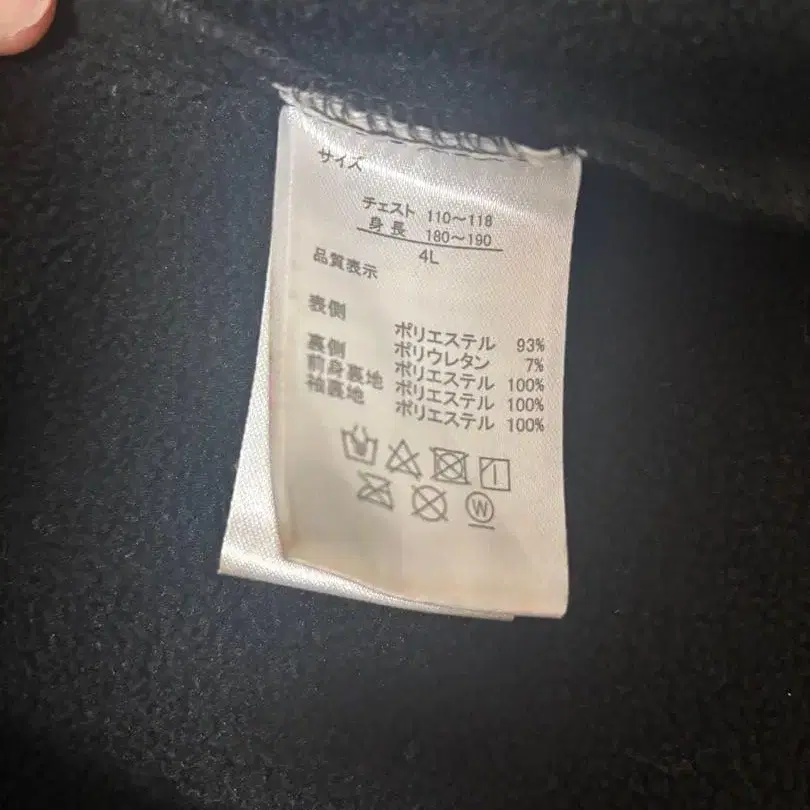 サイズ
チェスト 110～118
身長 180～190
4L
品質表示
表側 ポリエステル 93%
ポリウレタン 7%
裏側 ポリエステル 100%
前身裏地 ポリエステル 100%
袖裏地 ポリエステル 100%
W